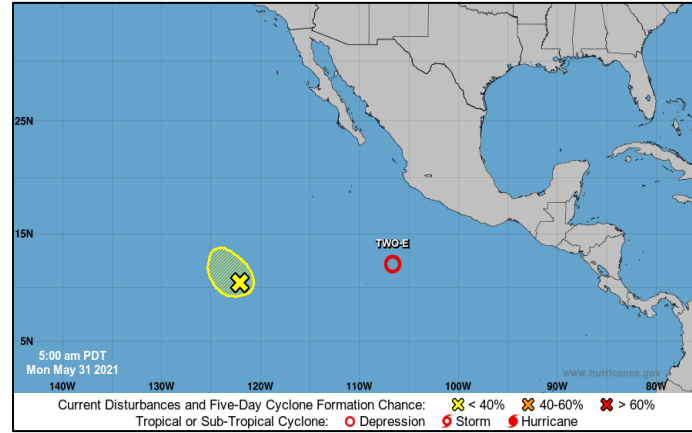 25N
TWO-E
15N
5N
5:00 am PDT
Mon May 31 2021
www.hurricanes.gov
140W 130W 120W 110W 100W 90W 80W
Current Disturbances and Five-Day Cyclone Formation Chance: < 40% 40-60% > 60%
Tropical or Sub-Tropical Cyclone: Depression Storm Hurricane